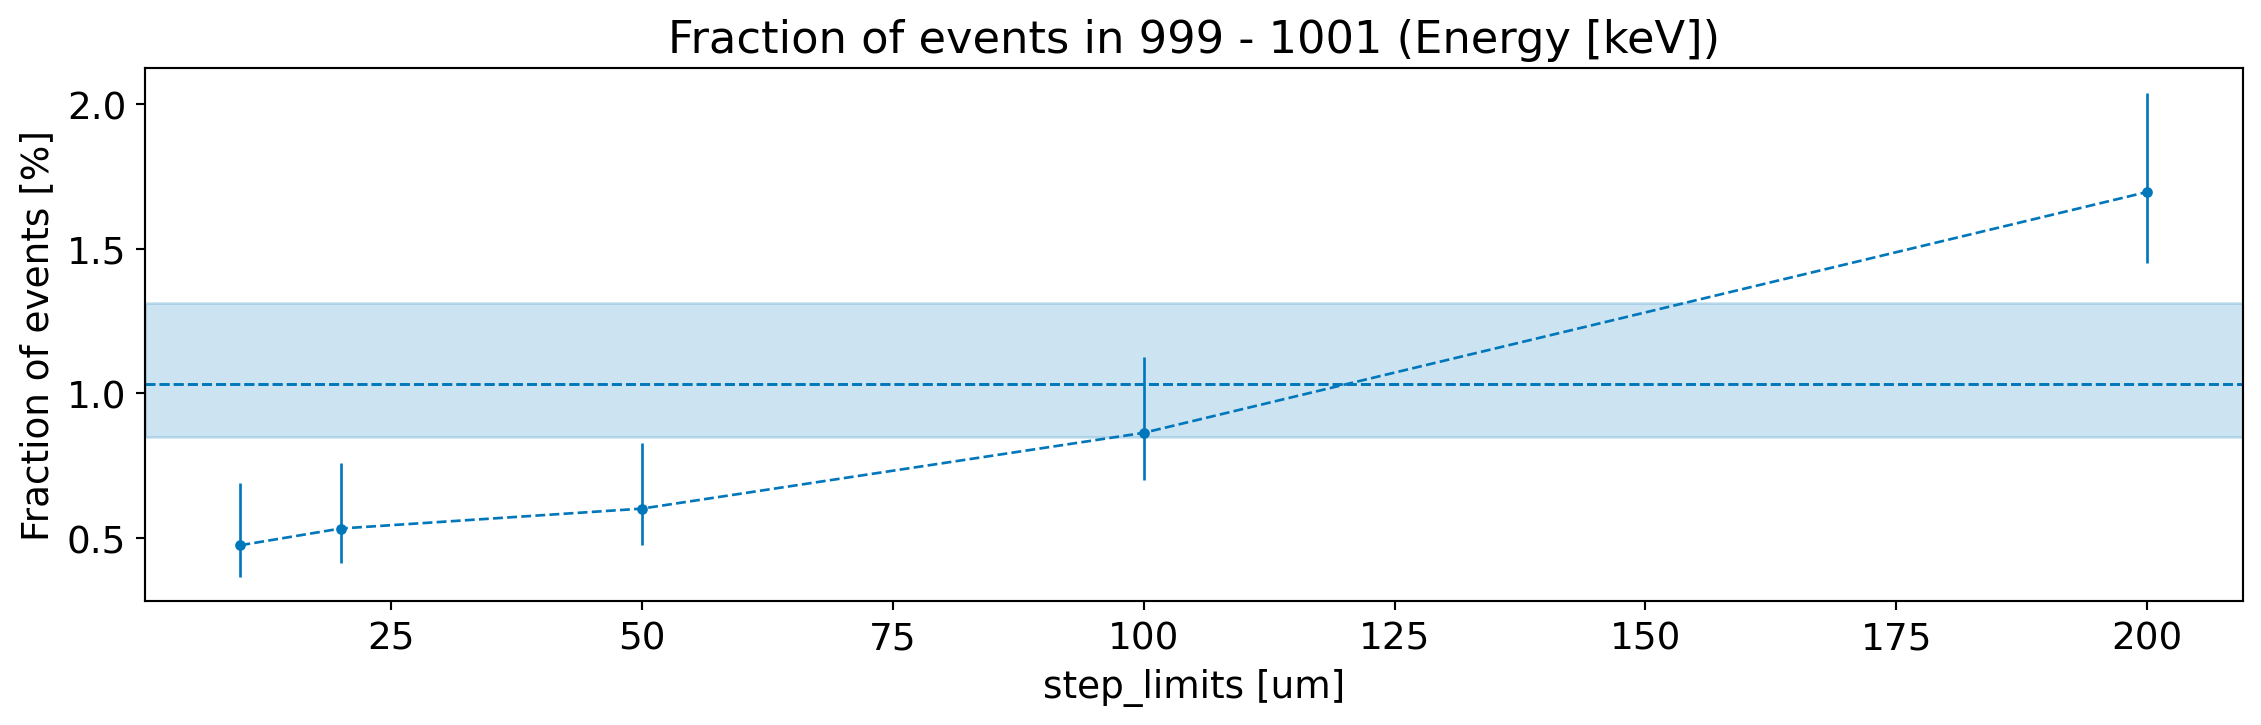 Fraction of events in 999 - 1001 (Energy [keV])
Fraction of events [%]
2.0
1.5
1.0
0.5
25 50 75 100 125 150 175 200
step_limits [um]